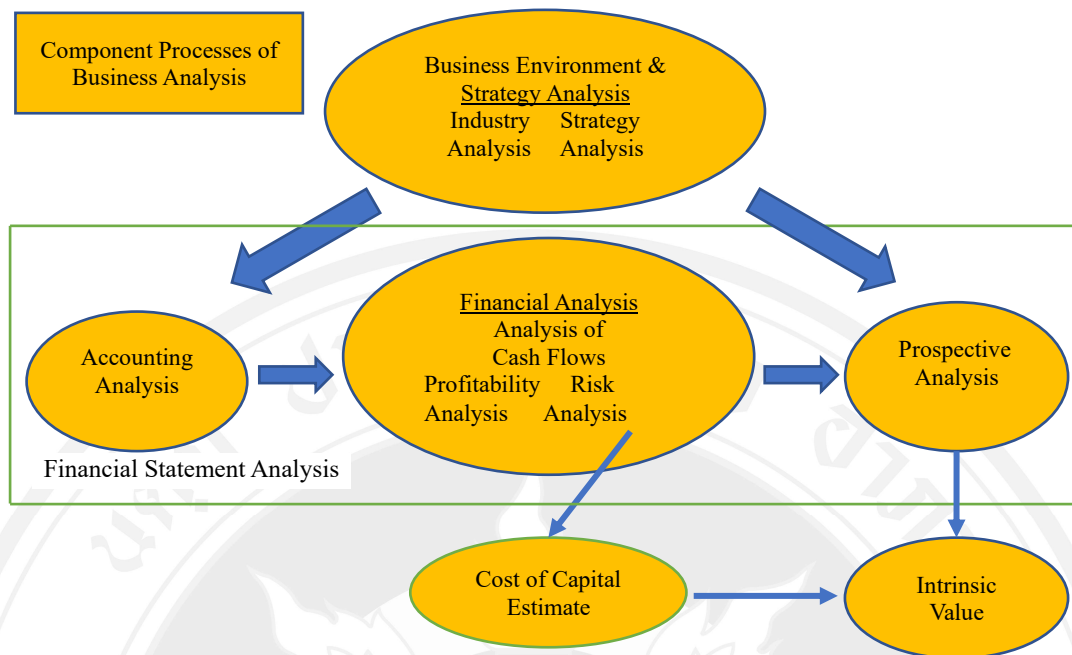 Component Processes of
Business Analysis
Business Environment &
Strategy Analysis
Industry Strategy
Analysis Analysis
Financial Analysis
Analysis of
Cash Flows
Profitability Risk
Analysis Analysis
Accounting
Analysis
Prospective
Analysis
Financial Statement Analysis
Cost of Capital
Estimate
Intrinsic
Value